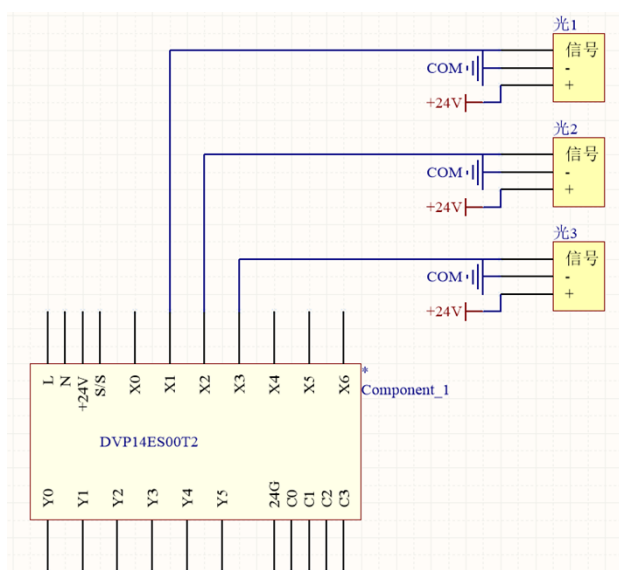 光1
信号
COM
-
+24V
+
光2
信号
COM
-
+24V
+
光3
信号
COM
-
+24V
+
L N +24V S/S X0 X1 X2 X3 X4 X5 X6
*
Component_1
DVP14ES00T2
Y0 Y1 Y2 Y3 Y4 Y5 24G C0 C1 C2 C3